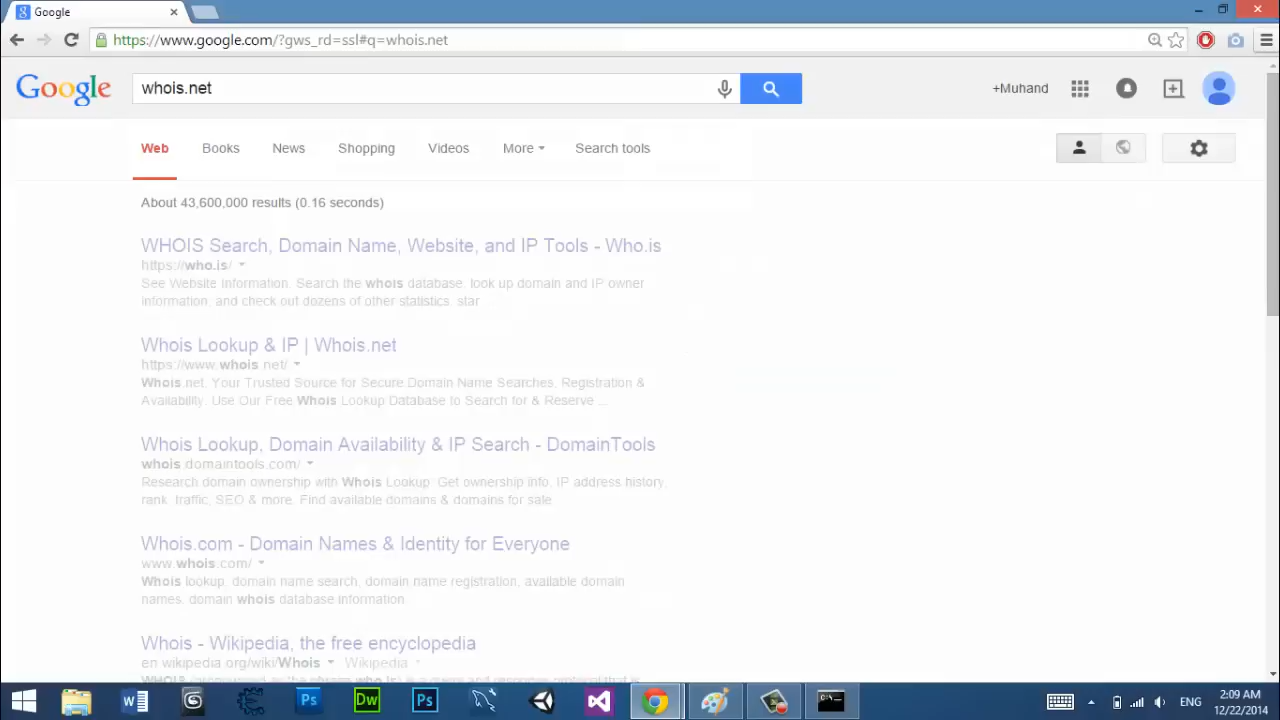 Google
https://www.google.com/?gws_rd=ssl#q=whois.net
Google
whois.net
+Muhand
Web
Books
News
Shopping
Videos
More
Search tools
About 43,600,000 results (0.16 seconds)
WHOIS Search, Domain Name, Website, and IP Tools - Who.is
https://who.is/
See Website Information. Search the whois database, look up domain and IP owner
information, and check out dozens of other statistics. star
Whois Lookup & IP | Whois.net
https://www.whois.net/
Whois.net, Your Trusted Source for Secure Domain Name Searches, Registration &
Availability. Use Our Free Whois Lookup Database to Search for & Reserve ...
Whois Lookup, Domain Availability & IP Search - DomainTools
whois.domaintools.com/
Research domain ownership with Whois Lookup. Get ownership info, IP address history,
rank, traffic, SEO & more. Find available domains & domains for sale.
Whois.com - Domain Names & Identity for Everyone
www.whois.com/
Whois lookup, domain name search, domain name registration, available domain
names, domain whois database information
Whois - Wikipedia, the free encyclopedia
en.wikipedia.org/wiki/Whois
Wikipedia
Ps
Dw
Ps
ENG
2:09 AM
12/22/2014